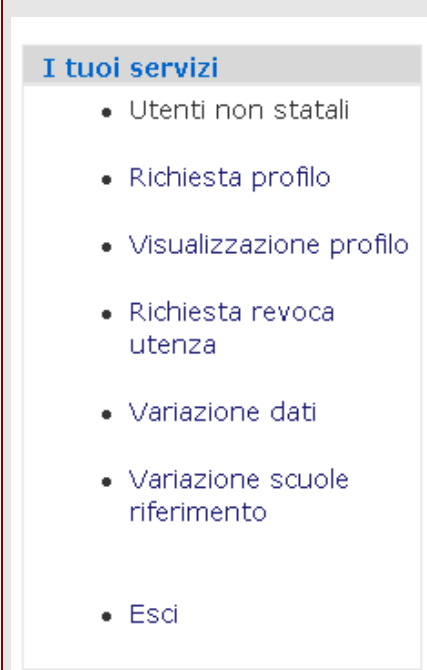 I tuoi servizi
Utenti non statali
Richiesta profilo
Visualizzazione profilo
Richiesta revoca
utenza
Variazione dati
Variazione scuole
riferimento
Esci